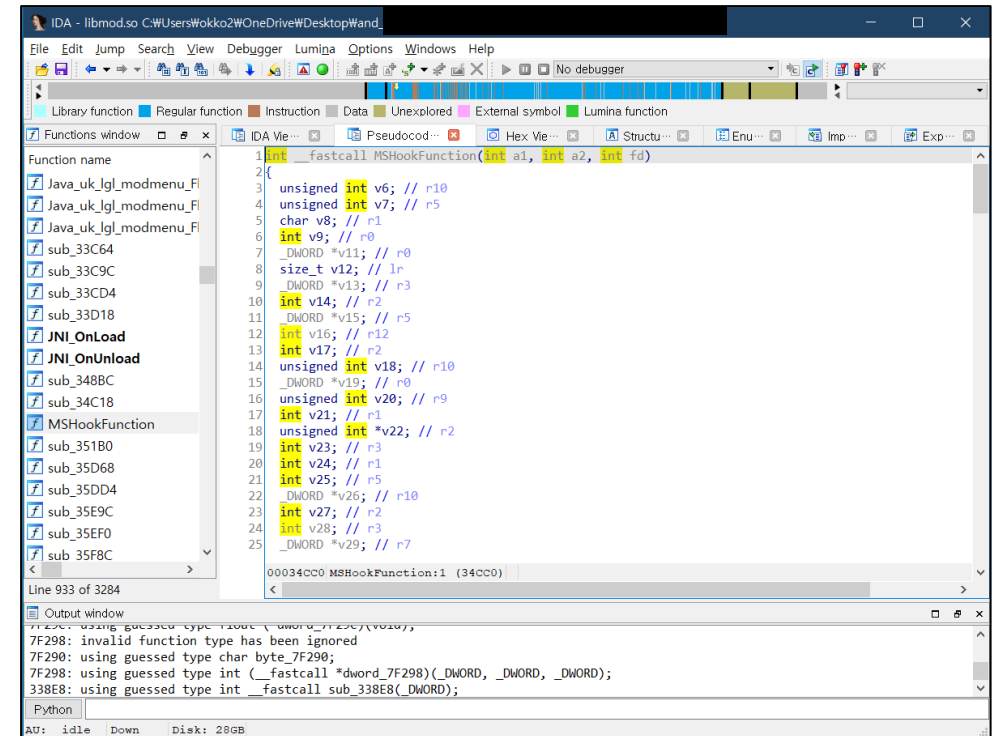 IDA - libmod.so C:₩Users₩okko2₩OneDrive₩Desktop₩and_
File Edit Jump Search View Debugger Lumina Options Windows Help
No debugger
Library function Regular function Instruction Data Unexplored External symbol Lumina function
Functions window
IDA Vie··· Pseudocod··· Hex Vie··· Structu··· Enu··· Imp··· Exp···
Function name
Java_uk_lgl_modmenu_Fl
Java_uk_lgl_modmenu_Fl
Java_uk_lgl_modmenu_Fl
sub_33C64
sub_33C9C
sub_33CD4
sub_33D18
JNI_OnLoad
JNI_OnUnload
sub_348BC
sub_34C18
MSHookFunction
sub_351B0
sub_35D68
sub_35DD4
sub_35E9C
sub_35EF0
sub_35F8C
Line 933 of 3284
1 int __fastcall MSHookFunction(int a1, int a2, int fd)
2 {
3 unsigned int v6; // r10
4 unsigned int v7; // r5
5 char v8; // r1
6 int v9; // r0
7 _DWORD *v11; // r0
8 size_t v12; // lr
9 _DWORD *v13; // r3
10 int v14; // r2
11 _DWORD *v15; // r5
12 int v16; // r12
13 int v17; // r2
14 unsigned int v18; // r10
15 _DWORD *v19; // r0
16 unsigned int v20; // r9
17 int v21; // r1
18 unsigned int *v22; // r2
19 int v23; // r3
20 int v24; // r1
21 int v25; // r5
22 _DWORD *v26; // r10
23 int v27; // r2
24 int v28; // r3
25 _DWORD *v29; // r7
00034CC0 MSHookFunction:1 (34CC0)
Output window
7F29C: using guessed type float (*dword_7F29C)(void);
7F298: invalid function type has been ignored
7F290: using guessed type char byte_7F290;
7F298: using guessed type int (__fastcall *dword_7F298)(_DWORD, _DWORD, _DWORD);
338E8: using guessed type int __fastcall sub_338E8(_DWORD);
Python
AU: idle Down Disk: 28GB